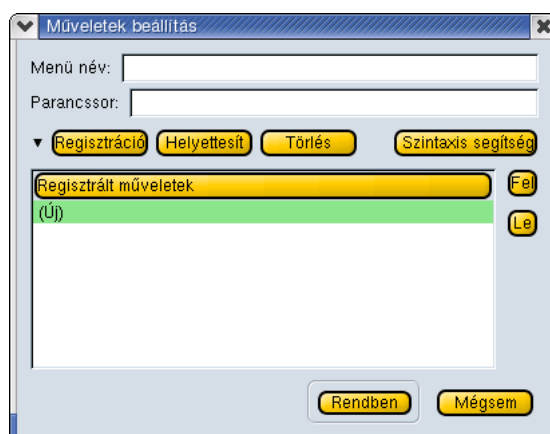 Műveletek beállítás
Menü név:
Parancssor:
Regisztráció Helyettesít Törlés Szintaxis segítség
Regisztrált műveletek Fel
(Új)
Le
Rendben Mégsem